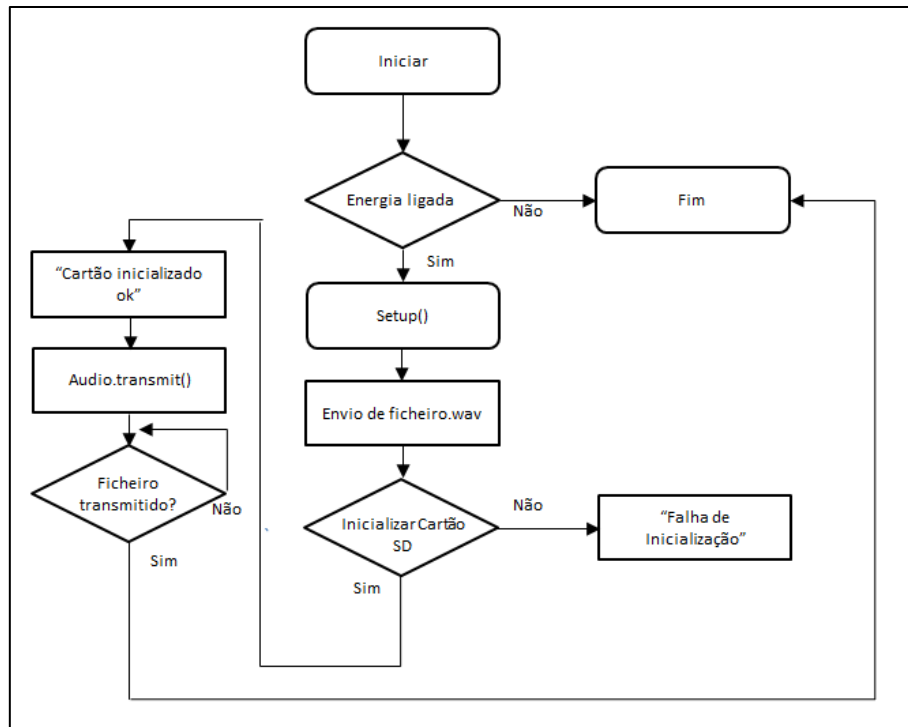 Iniciar
Energia ligada
Não
Fim
Sim
Setup()
Envio de ficheiro.wav
Inicializar Cartão
SD
Não
“Falha de
Inicialização”
Sim
“Cartão inicializado
ok”
Audio.transmit()
Ficheiro
transmitido?
Não
Sim